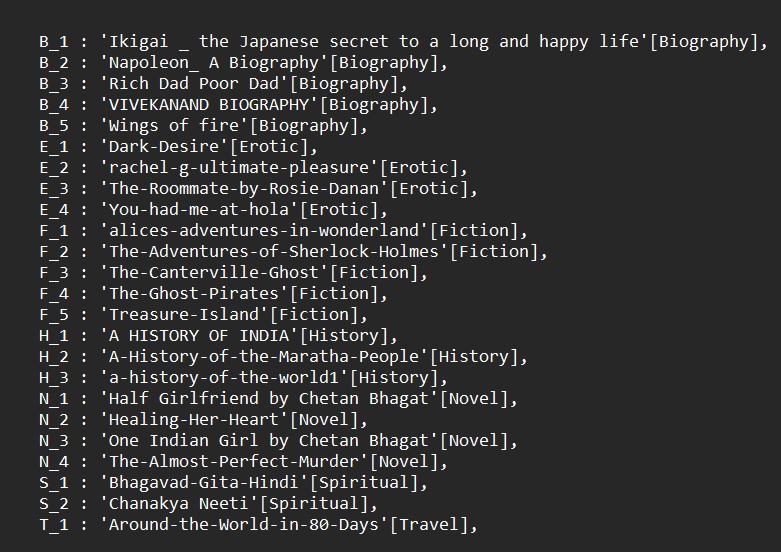 B_1 : 'Ikigai _ the Japanese secret to a long and happy life'[Biography],
B_2 : 'Napoleon_ A Biography'[Biography],
B_3 : 'Rich Dad Poor Dad'[Biography],
B_4 : 'VIVEKANAND BIOGRAPHY'[Biography],
B_5 : 'Wings of fire'[Biography],
E_1 : 'Dark-Desire'[Erotic],
E_2 : 'rachel-g-ultimate-pleasure'[Erotic],
E_3 : 'The-Roommate-by-Rosie-Danan'[Erotic],
E_4 : 'You-had-me-at-hola'[Erotic],
F_1 : 'alices-adventures-in-wonderland'[Fiction],
F_2 : 'The-Adventures-of-Sherlock-Holmes'[Fiction],
F_3 : 'The-Canterville-Ghost'[Fiction],
F_4 : 'The-Ghost-Pirates'[Fiction],
F_5 : 'Treasure-Island'[Fiction],
H_1 : 'A HISTORY OF INDIA'[History],
H_2 : 'A-History-of-the-Maratha-People'[History],
H_3 : 'a-history-of-the-world1'[History],
N_1 : 'Half Girlfriend by Chetan Bhagat'[Novel],
N_2 : 'Healing-Her-Heart'[Novel],
N_3 : 'One Indian Girl by Chetan Bhagat'[Novel],
N_4 : 'The-Almost-Perfect-Murder'[Novel],
S_1 : 'Bhagavad-Gita-Hindi'[Spiritual],
S_2 : 'Chanakya Neeti'[Spiritual],
T_1 : 'Around-the-World-in-80-Days'[Travel],